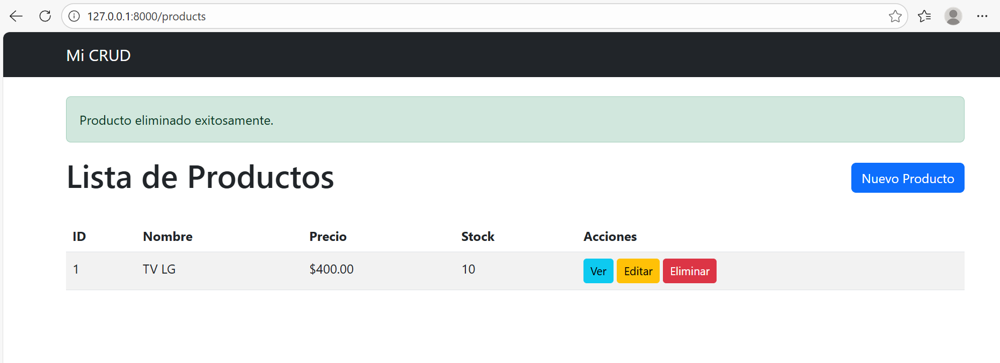 127.0.0.1:8000/products
Mi CRUD
Producto eliminado exitosamente.
Lista de Productos
Nuevo Producto
ID Nombre Precio Stock Acciones
1 TV LG $400.00 10 Ver Editar Eliminar